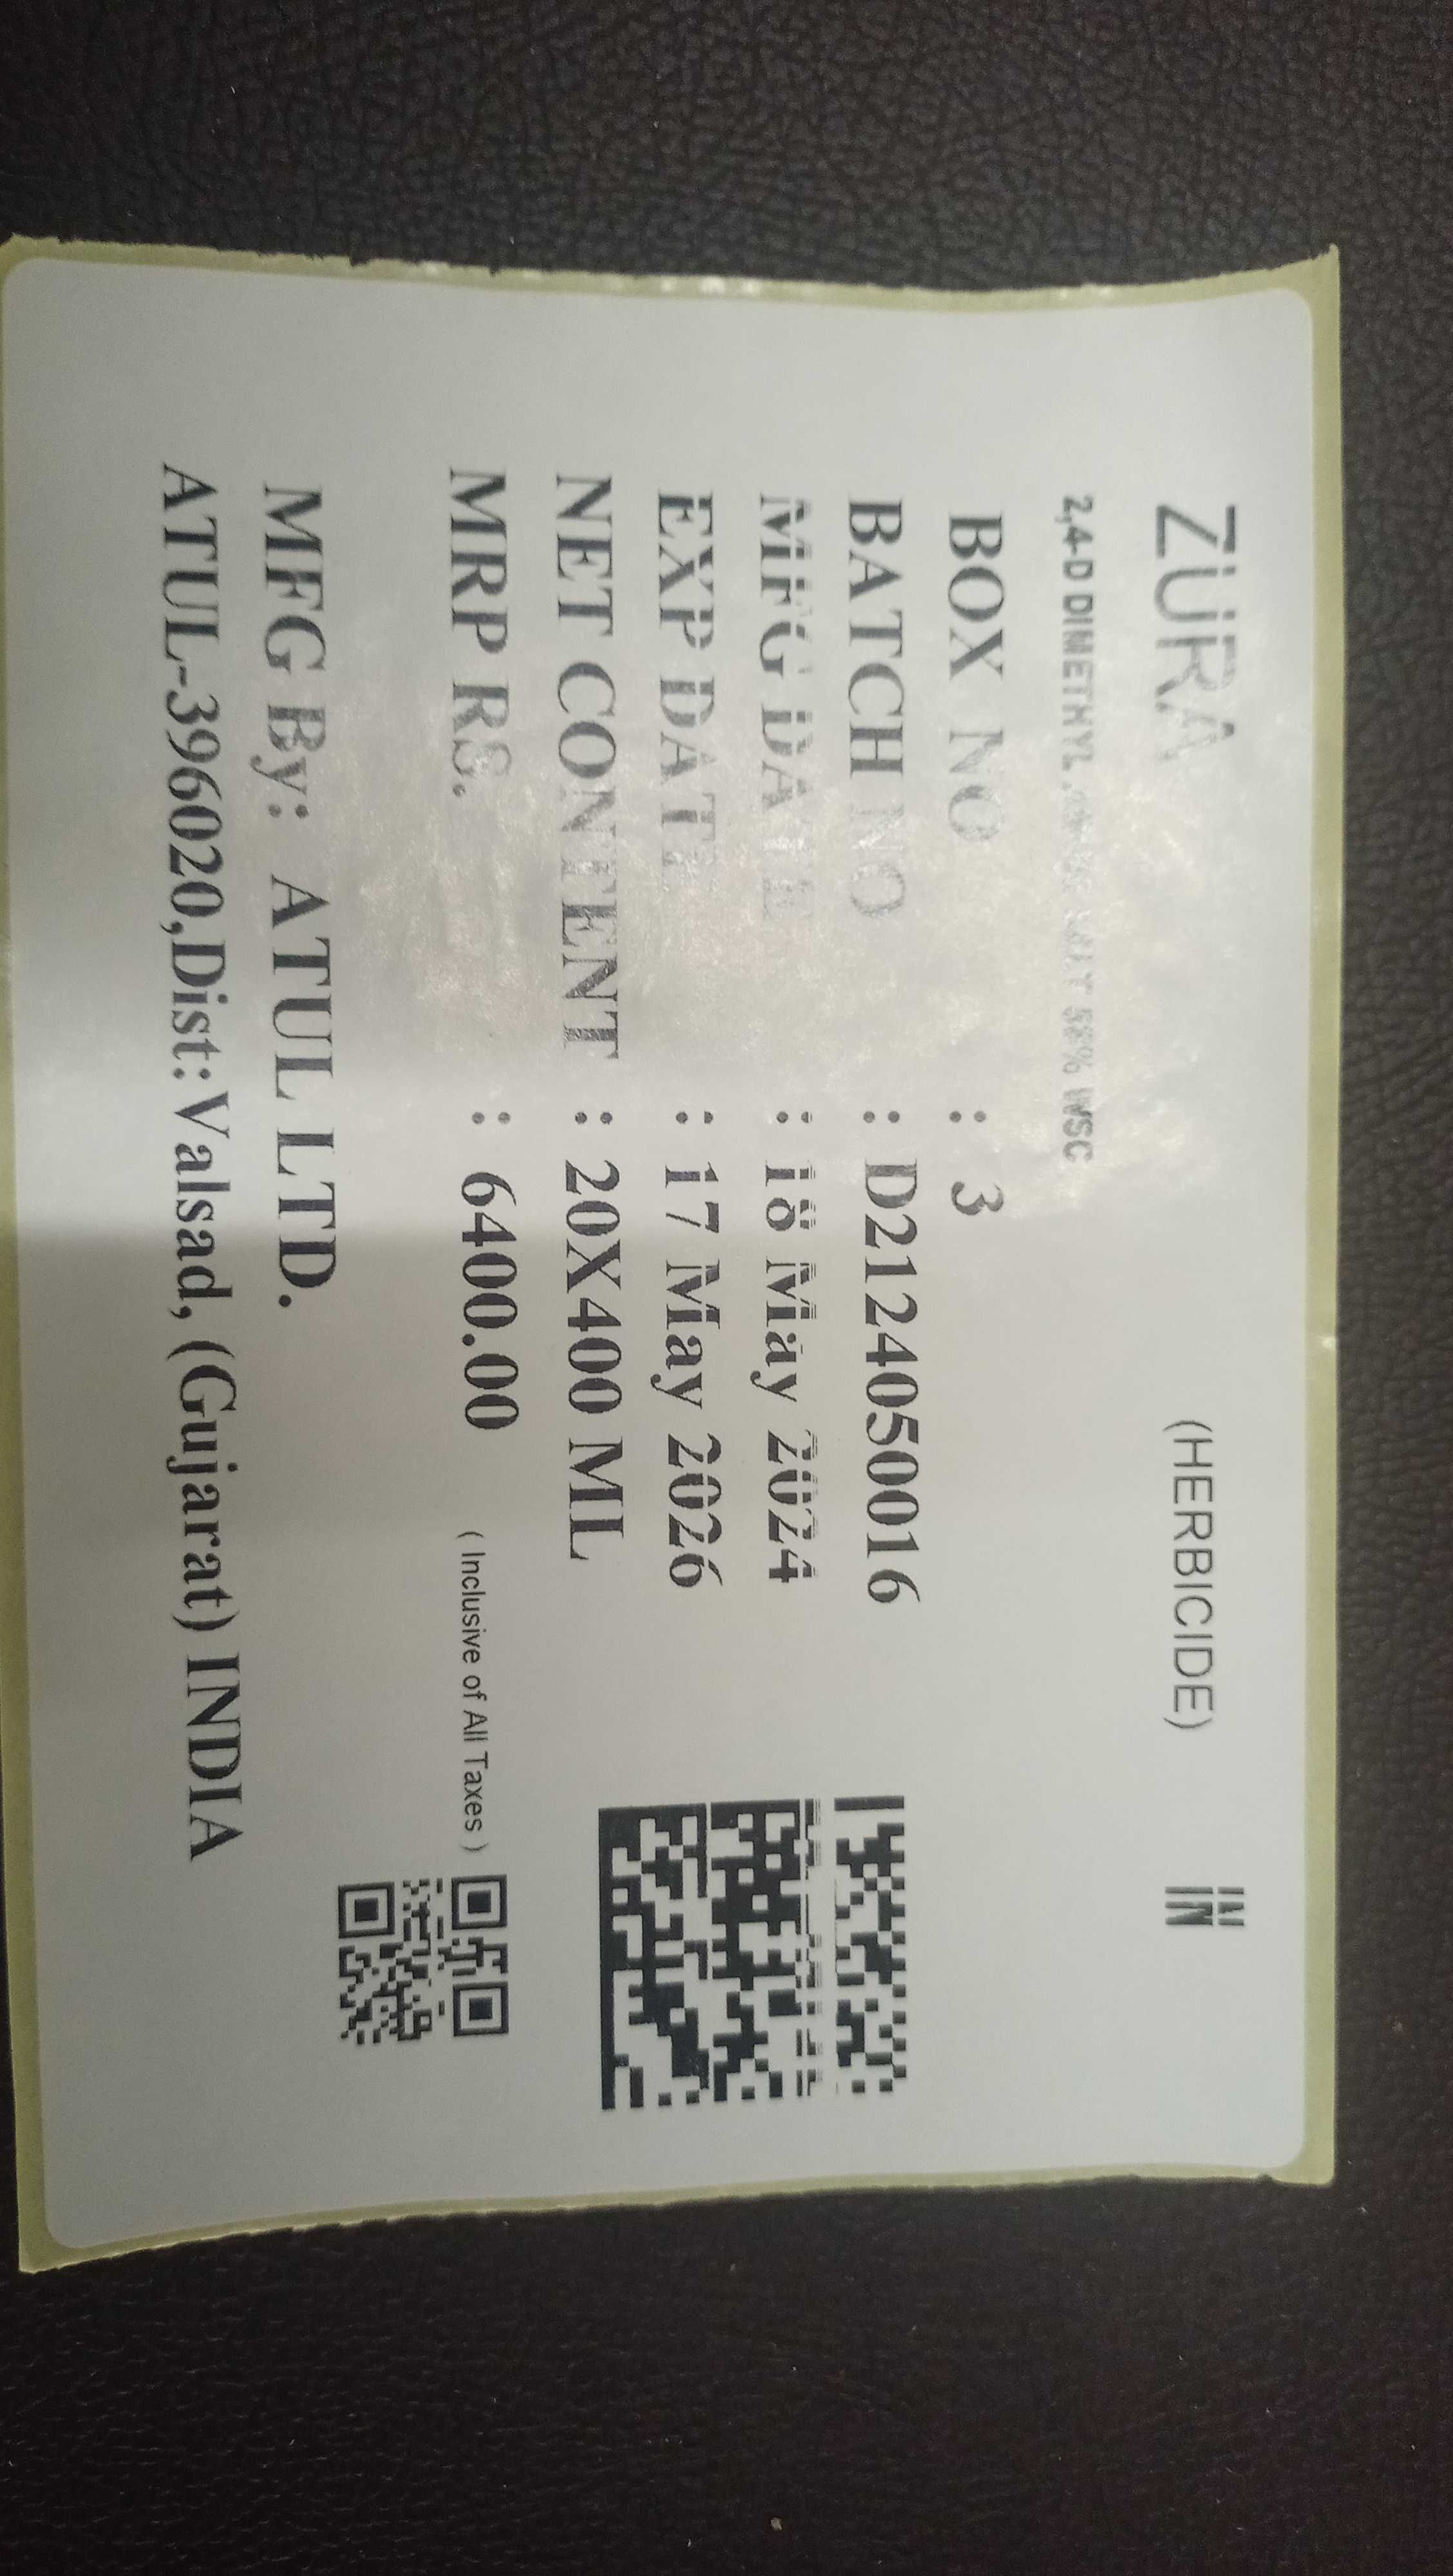 ZURA (HERBICIDE) IN
2,4-D DIMETHYL SALT 58% WSC
BOX NO : 3
BATCH NO : D2124050016
MFG DATE : 18 May 2024
EXP DATE : 17 May 2026
NET CONTENT : 20X400 ML
MRP RS. : 6400.00 ( Inclusive of All Taxes )
MFG By: ATUL LTD.
ATUL-396020,Dist:Valsad, (Gujarat) INDIA